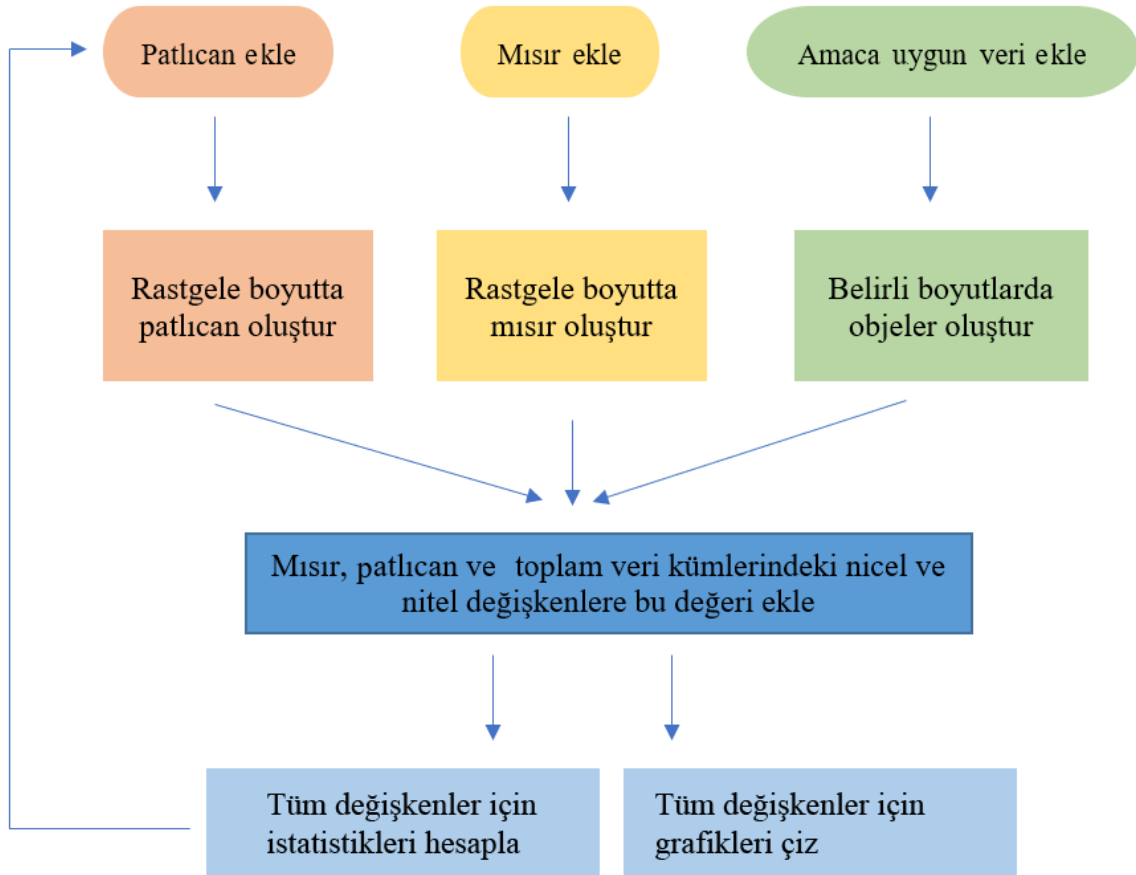 Patlıcan ekle
Mısır ekle
Amaca uygun veri ekle
Rastgele boyutta
patlıcan oluştur
Rastgele boyutta
mısır oluştur
Belirli boyutlarda
objeler oluştur
Mısır, patlıcan ve toplam veri kümlerindeki nicel ve
nitel değişkenlere bu değeri ekle
Tüm değişkenler için
istatistikleri hesapla
Tüm değişkenler için
grafikleri çiz